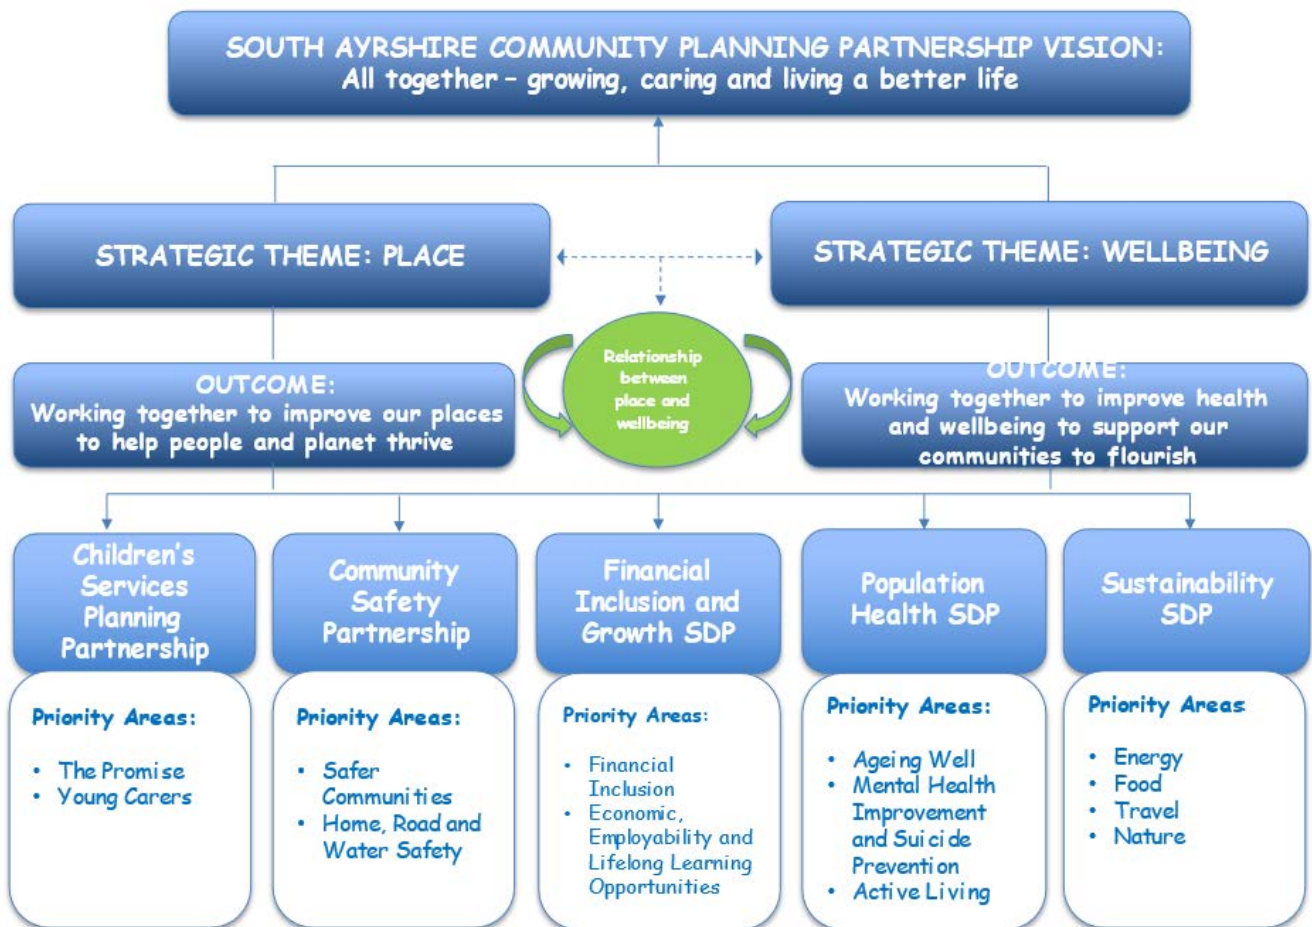 SOUTH AYRSHIRE COMMUNITY PLANNING PARTNERSHIP VISION:
All together – growing, caring and living a better life
STRATEGIC THEME: PLACE
STRATEGIC THEME: WELLBEING
Relationship
between
place and
wellbeing
OUTCOME:
Working together to improve our places
to help people and planet thrive
OUTCOME:
Working together to improve health
and wellbeing to support our
communities to flourish
Children's
Services
Planning
Partnership
Community
Safety
Partnership
Financial
Inclusion and
Growth SDP
Population
Health SDP
Sustainability
SDP
Priority Areas:
• The Promise
• Young Carers
Priority Areas:
• Safer
Communities
• Home, Road and
Water Safety
Priority Areas:
• Financial
Inclusion
• Economic,
Employability and
Lifelong Learning
Opportunities
Priority Areas:
• Ageing Well
• Mental Health
Improvement
and Suicide
Prevention
• Active Living
Priority Areas
• Energy
• Food
• Travel
• Nature